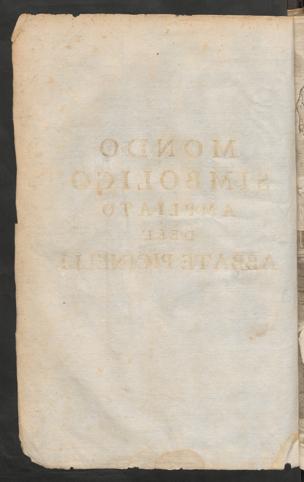 MONDO
SIMBOLICO
AMPLIATO
DELL'
ABBATE PICINELLI.